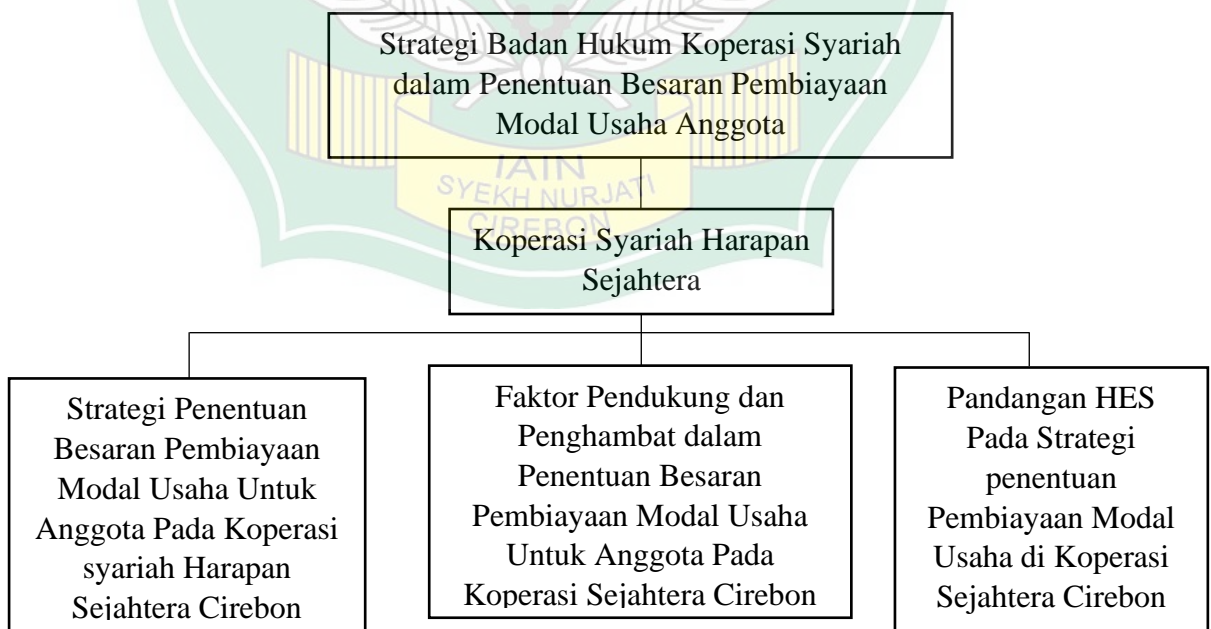 Strategi Badan Hukum Koperasi Syariah
dalam Penentuan Besaran Pembiayaan
Modal Usaha Anggota
IAIN
SYEKH NURJATI
CIREBON
Koperasi Syariah Harapan
Sejahtera
Strategi Penentuan
Besaran Pembiayaan
Modal Usaha Untuk
Anggota Pada Koperasi
syariah Harapan
Sejahtera Cirebon
Faktor Pendukung dan
Penghambat dalam
Penentuan Besaran
Pembiayaan Modal Usaha
Untuk Anggota Pada
Koperasi Sejahtera Cirebon
Pandangan HES
Pada Strategi
penentuan
Pembiayaan Modal
Usaha di Koperasi
Sejahtera Cirebon